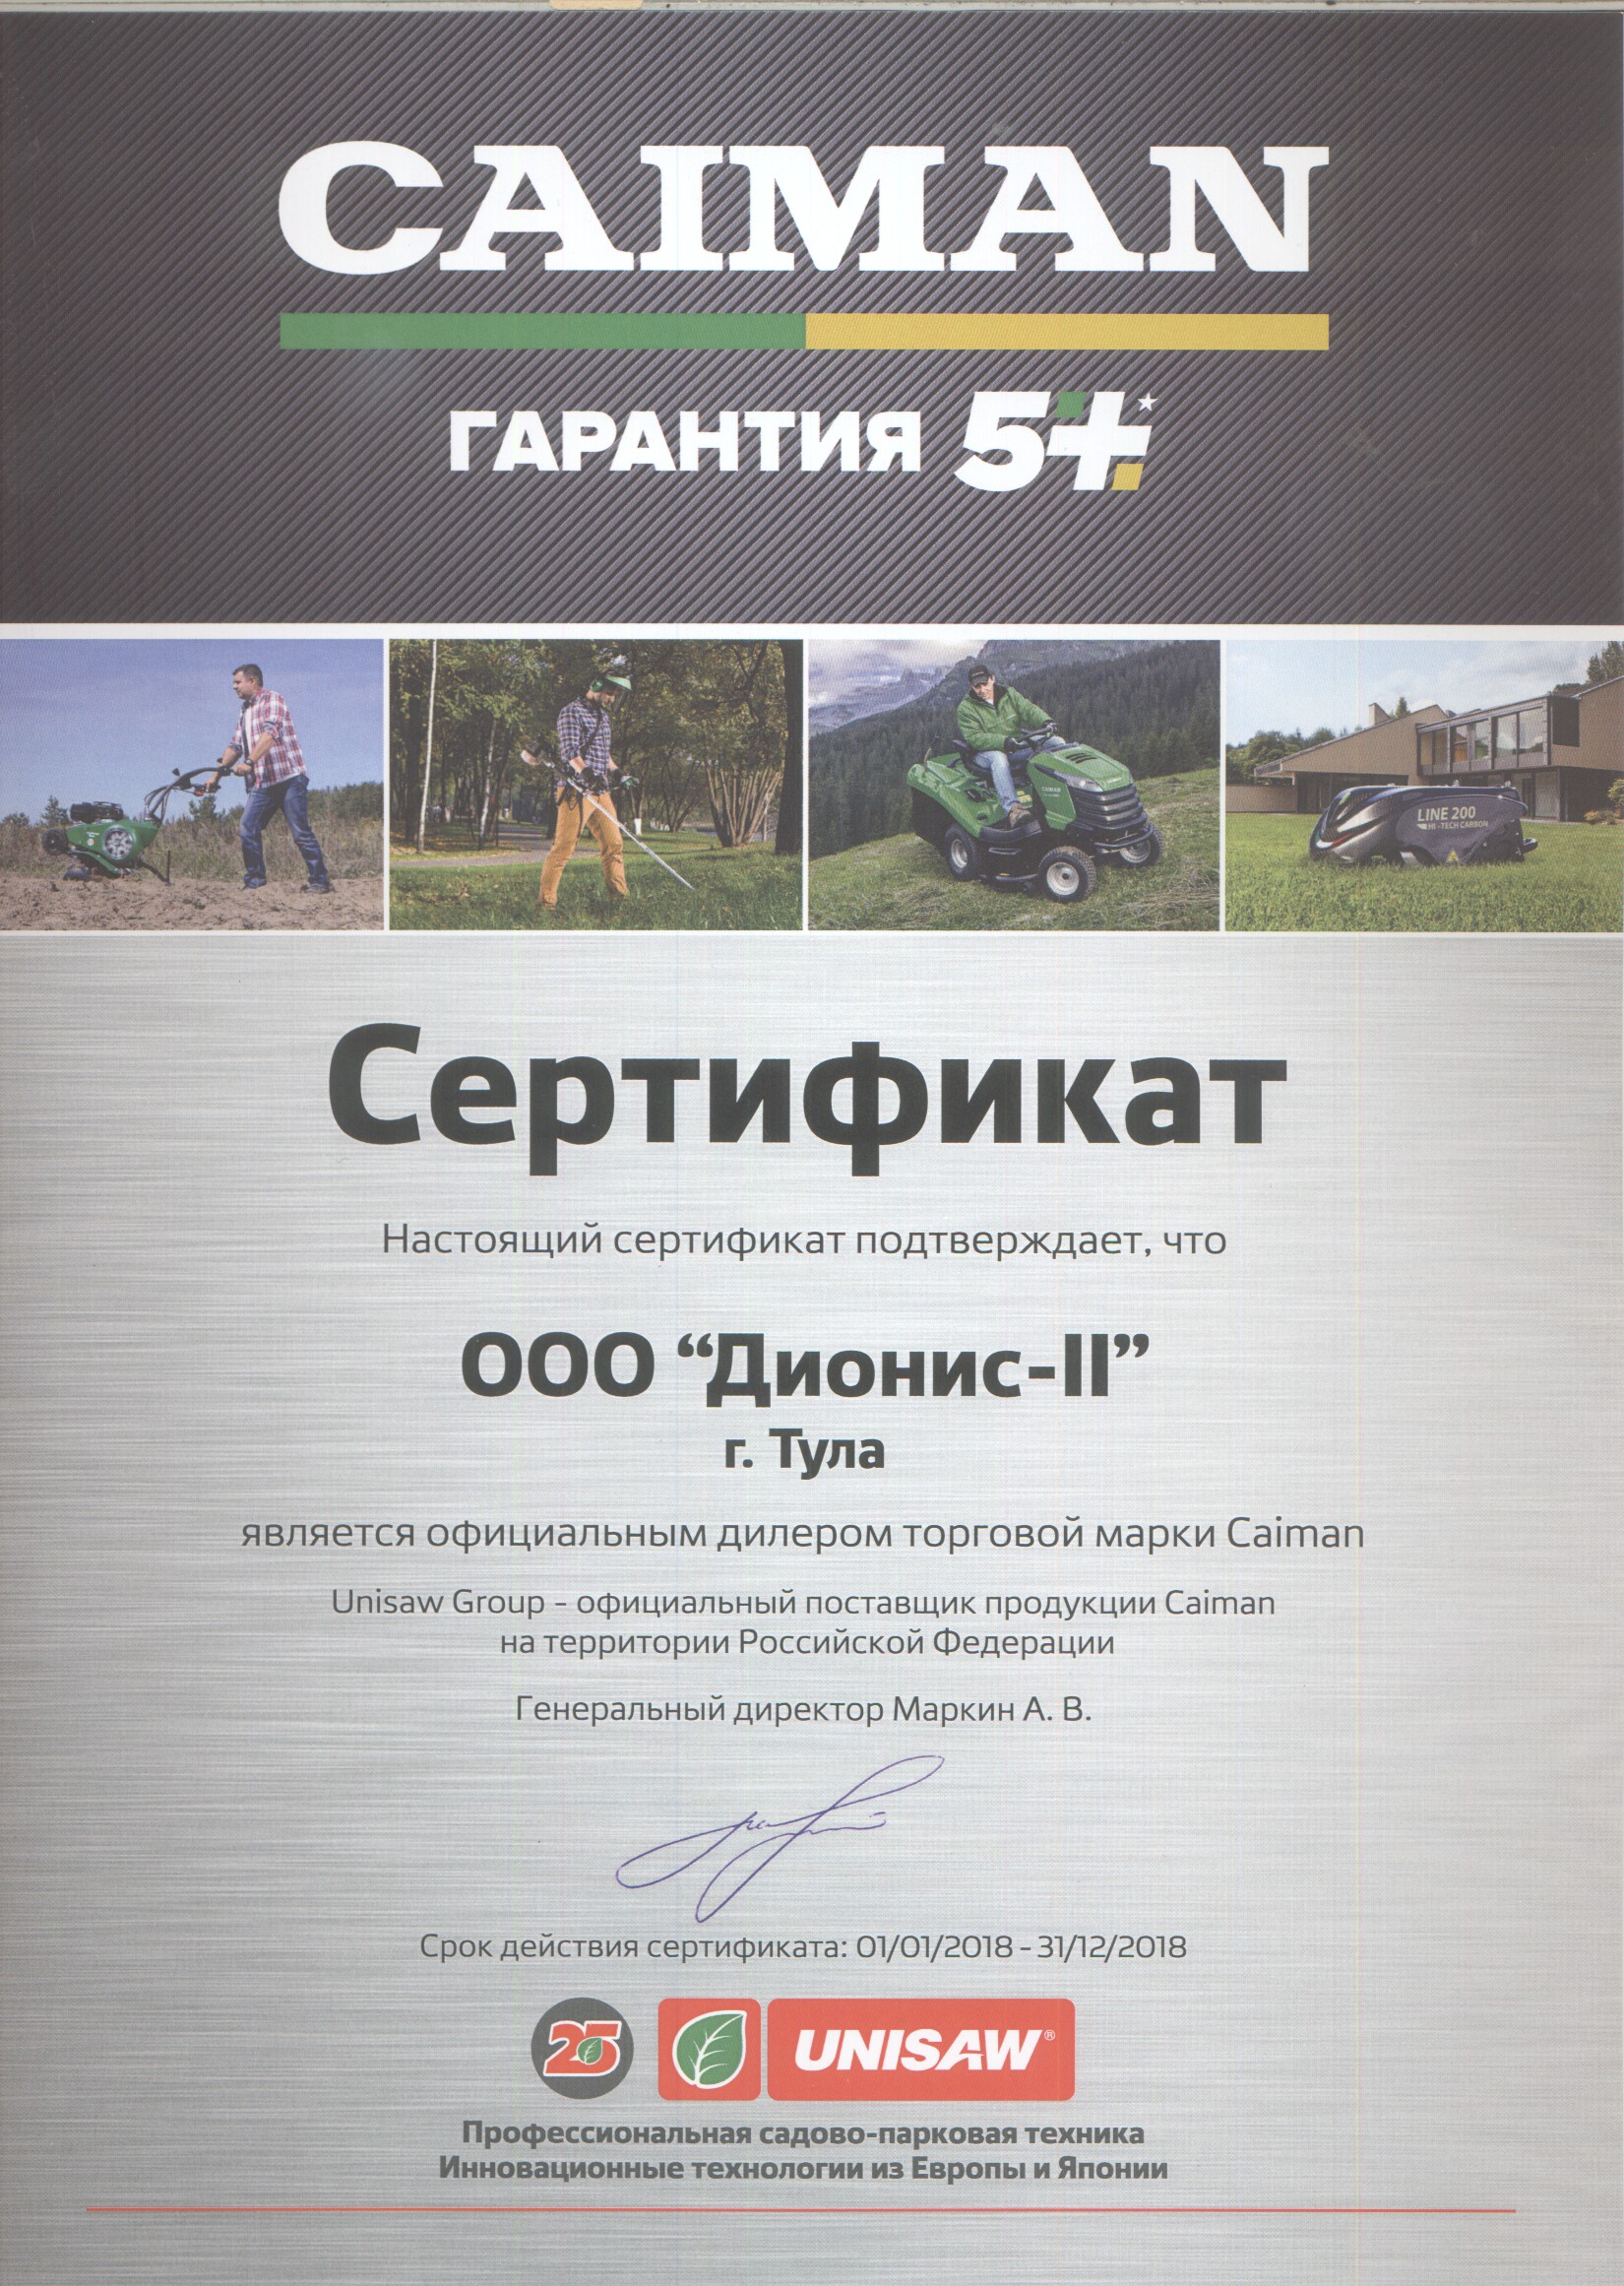 CAIMAN
ГАРАНТИЯ 5+*
CAIMAN
LINE 200
HI-TECH CARBON
Сертификат
Настоящий сертификат подтверждает, что
ООО “Дионис-II”
г. Тула
является официальным дилером торговой марки Caiman
Unisaw Group - официальный поставщик продукции Caiman
на территории Российской Федерации
Генеральный директор Маркин А. В.
Срок действия сертификата: 01/01/2018 - 31/12/2018
25
UNISAW®
Профессиональная садово-парковая техника
Инновационные технологии из Европы и Японии